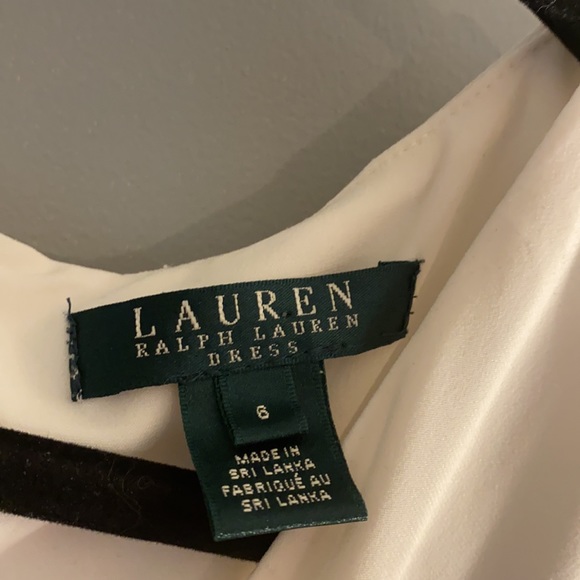 LAUREN
RALPH LAUREN
DRESS
6
MADE IN
SRI LANKA
FABRIQUÉ AU
SRI LANKA